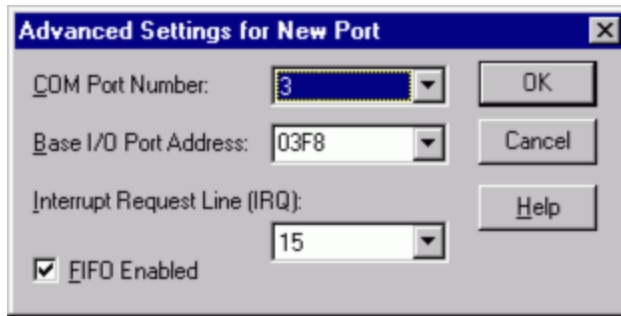 Advanced Settings for New Port
COM Port Number: 3 OK
Base I/O Port Address: 03F8 Cancel
Interrupt Request Line (IRQ): Help
15
FIFO Enabled